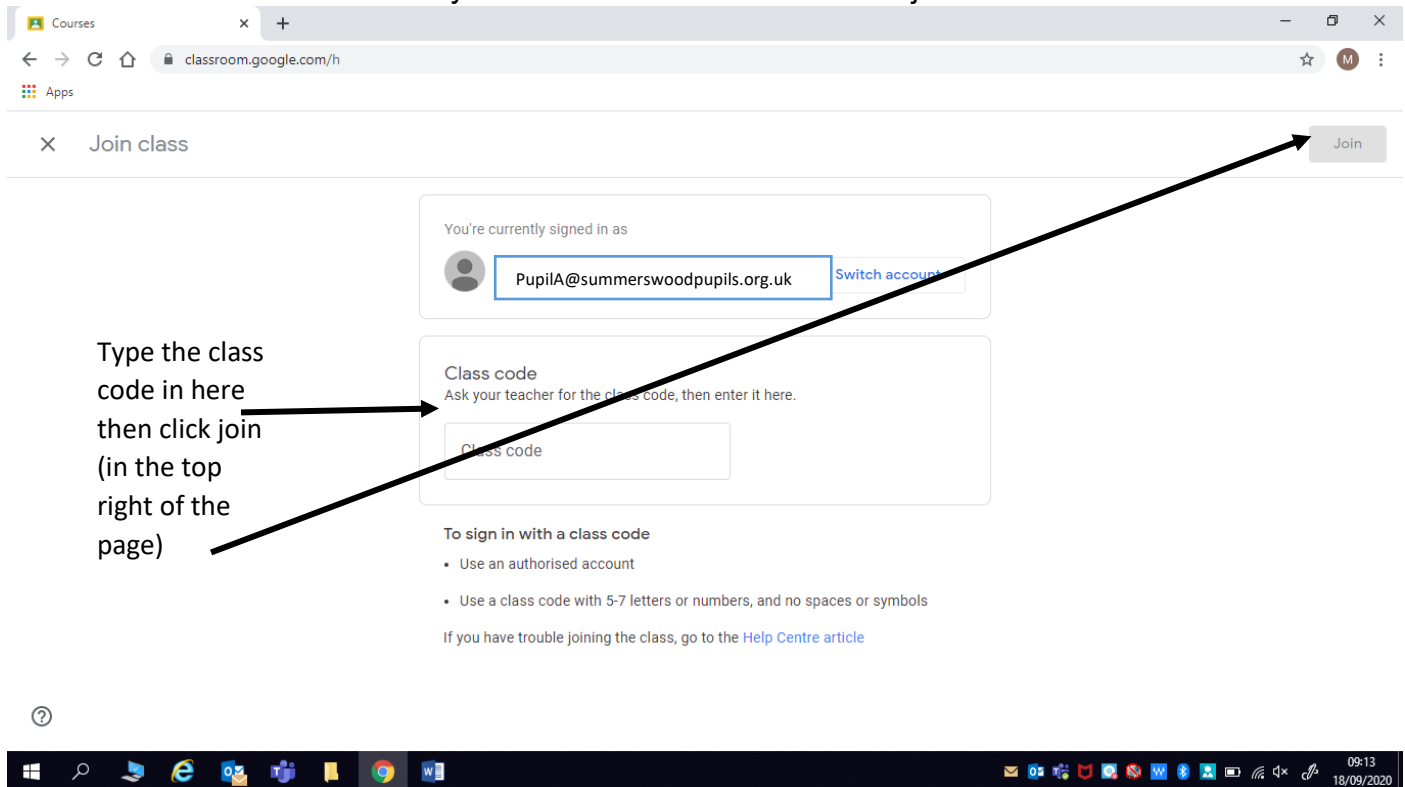 Courses
classroom.google.com/h
M
Apps
Join class
Join
You're currently signed in as
PupilA@summerswoodpupils.org.uk
Switch account
Type the class
code in here
then click join
(in the top
right of the
page)
Class code
Ask your teacher for the class code, then enter it here.
Class code
To sign in with a class code
• Use an authorised account
• Use a class code with 5-7 letters or numbers, and no spaces or symbols
If you have trouble joining the class, go to the Help Centre article
09:13
18/09/2020